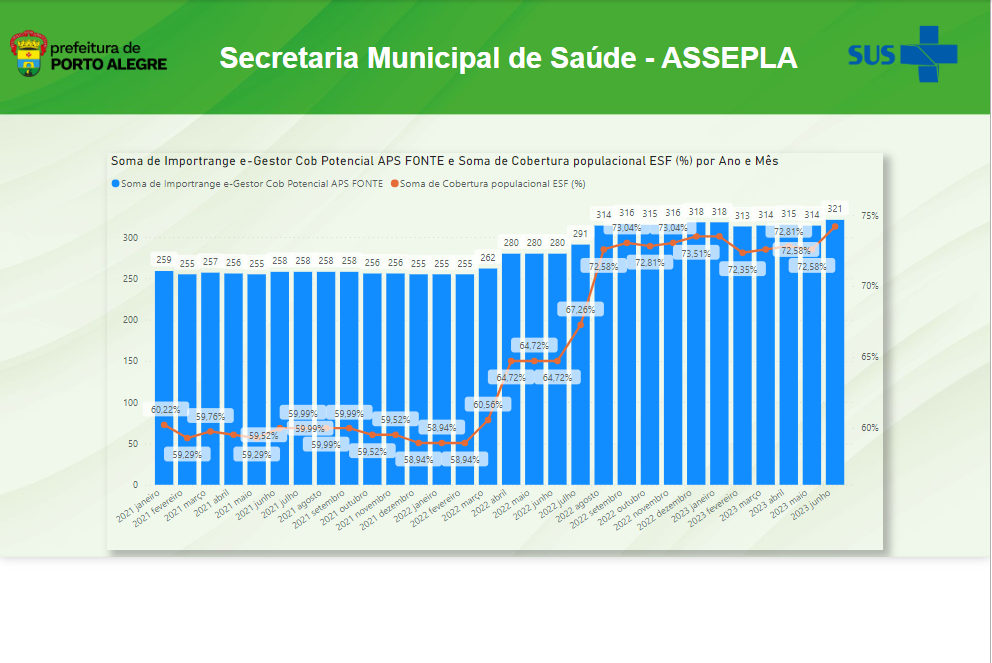 prefeitura de
PORTO ALEGRE
Secretaria Municipal de Saúde - ASSEPLA
SUS
Soma de Importrange e-Gestor Cob Potencial APS FONTE e Soma de Cobertura populacional ESF (%) por Ano e Mês
Soma de Importrange e-Gestor Cob Potencial APS FONTE Soma de Cobertura populacional ESF (%)
300
250
200
150
100
50
0
259 255 257 256 255 258 258 258 258 256 256 255 255 255 262 280 280 280 291 314 316 315 316 318 318 313 314 315 314 321
60,22% 59,29% 59,76% 59,29% 59,52% 59,99% 59,99% 59,99% 59,99% 59,52% 59,52% 58,94% 58,94% 58,94% 60,56% 64,72% 64,72% 64,72% 67,26% 72,58% 73,04% 72,81% 73,04% 73,51% 72,35% 72,81% 72,58% 72,58%
75%
70%
65%
60%
2021 janeiro
2021 fevereiro
2021 março
2021 abril
2021 maio
2021 junho
2021 julho
2021 agosto
2021 setembro
2021 outubro
2021 novembro
2021 dezembro
2022 janeiro
2022 fevereiro
2022 março
2022 abril
2022 maio
2022 junho
2022 julho
2022 agosto
2022 setembro
2022 outubro
2022 novembro
2022 dezembro
2023 janeiro
2023 fevereiro
2023 março
2023 abril
2023 maio
2023 junho